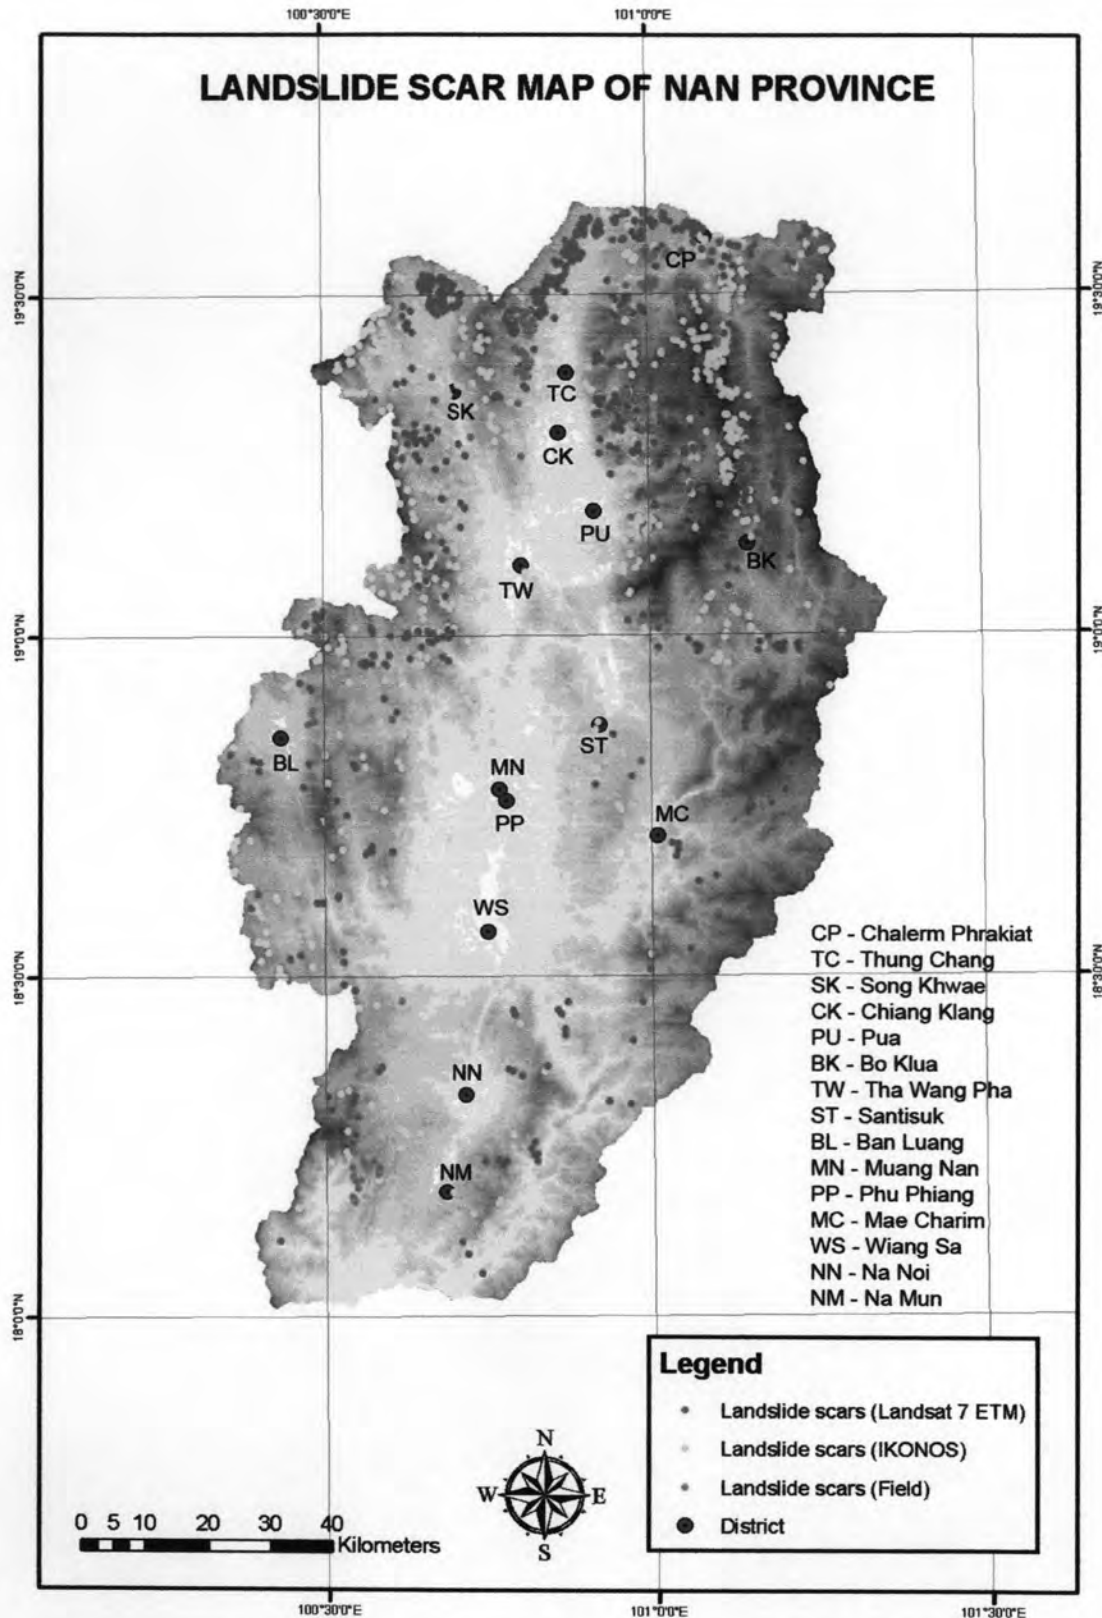 100°30'0"E
101°0'0"E
LANDSLIDE SCAR MAP OF NAN PROVINCE
CP
19°30'0"N
19°30'0"N
TC
SK
CK
PU
BK
TW
19°0'0"N
19°0'0"N
ST
BL
MN
PP
MC
WS
18°30'0"N
18°30'0"N
NN
NM
CP - Chalerm Phrakiat
TC - Thung Chang
SK - Song Khwae
CK - Chiang Klang
PU - Pua
BK - Bo Klua
TW - Tha Wang Pha
ST - Santisuk
BL - Ban Luang
MN - Muang Nan
PP - Phu Phiang
MC - Mae Charim
WS - Wiang Sa
NN - Na Noi
NM - Na Mun
18°0'0"N
Legend
Landslide scars (Landsat 7 ETM)
Landslide scars (IKONOS)
Landslide scars (Field)
District
N
W E
S
0 5 10 20 30 40
Kilometers
100°30'0"E
101°0'0"E
101°30'0"E